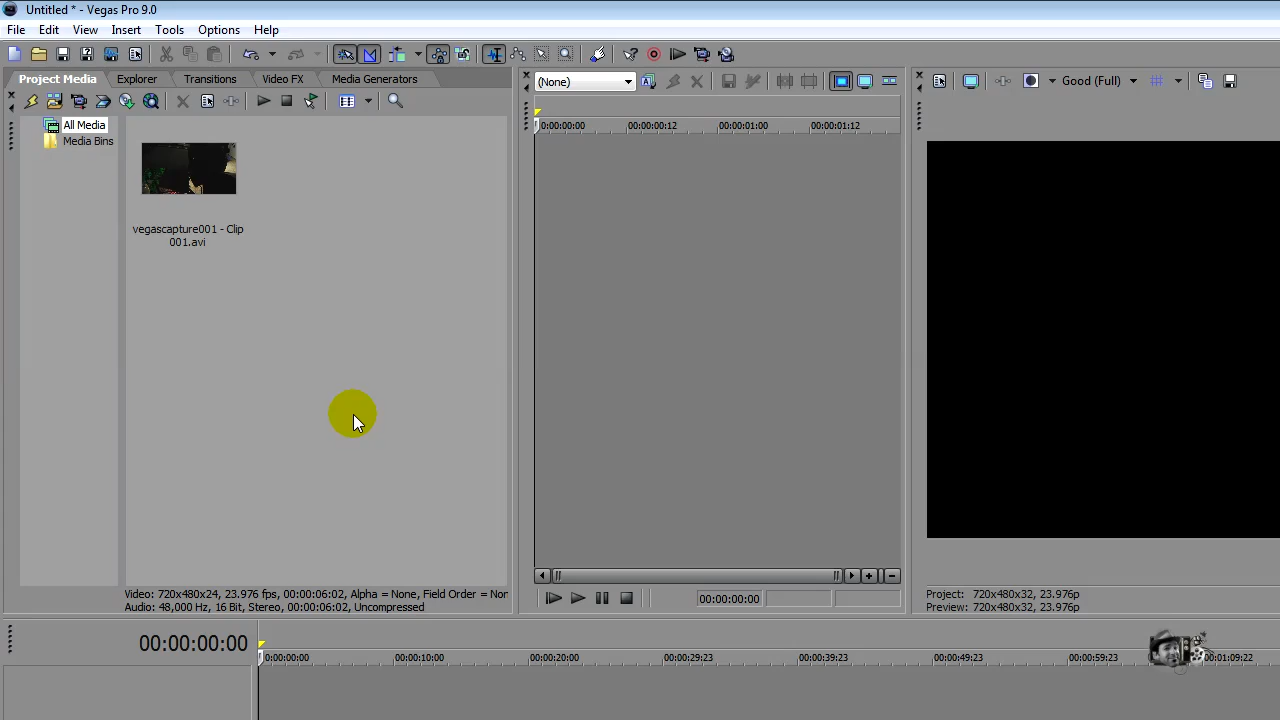 Untitled * - Vegas Pro 9.0
File Edit View Insert Tools Options Help
Project Media Explorer Transitions Video FX Media Generators
(None)
Good (Full)
All Media
Media Bins
vegascapture001 - Clip
001.avi
0:00:00:00 00:00:00:12 00:00:01:00 00:00:01:12
Video: 720x480x24, 23.976 fps, 00:00:06:02, Alpha = None, Field Order = Non
Audio: 48,000 Hz, 16 Bit, Stereo, 00:00:06:02, Uncompressed
00:00:00:00
Project: 720x480x32, 23.976p
Preview: 720x480x32, 23.976p
00:00:00:00
0:00:00:00 00:00:10:00 00:00:20:00 00:00:29:23 00:00:39:23 00:00:49:23 00:00:59:23 00:01:09:22